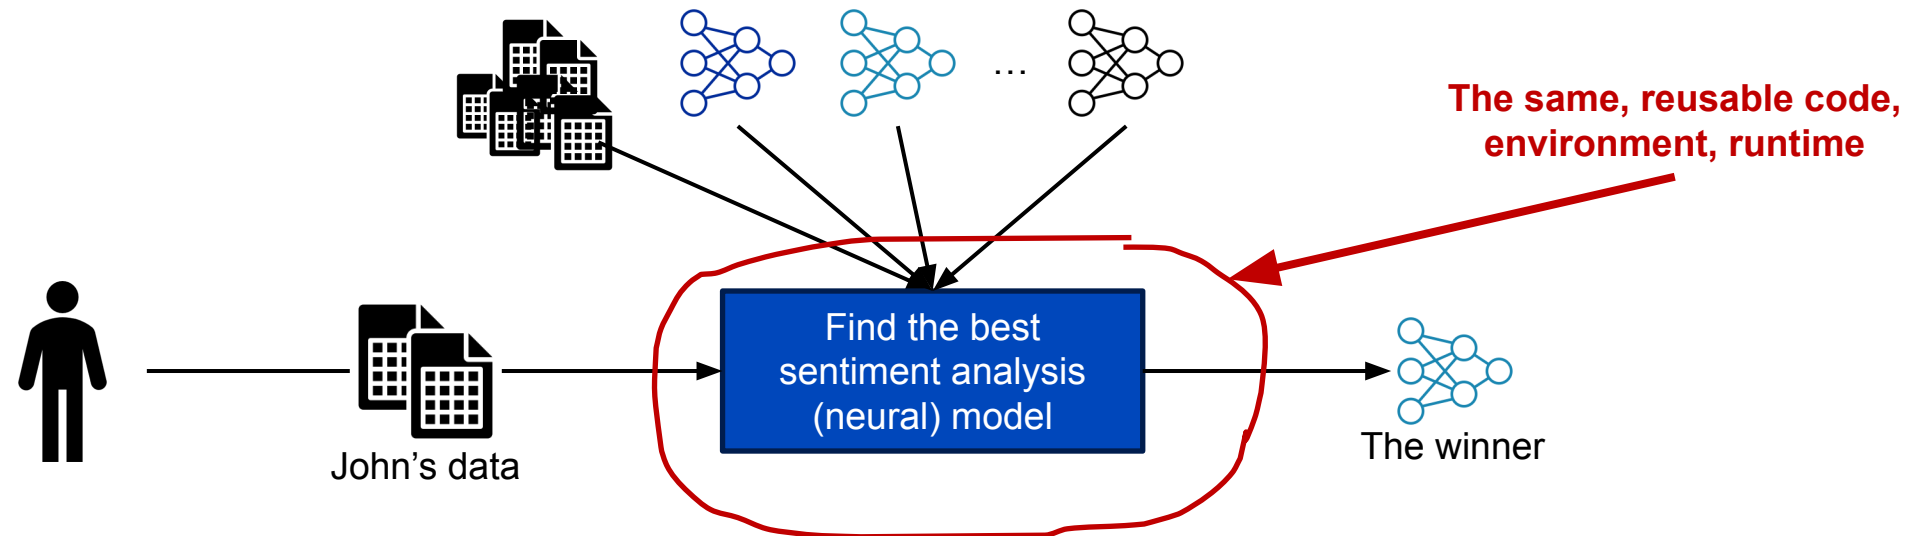 ...
The same, reusable code,
environment, runtime
Find the best
sentiment analysis
(neural) model
John’s data
The winner